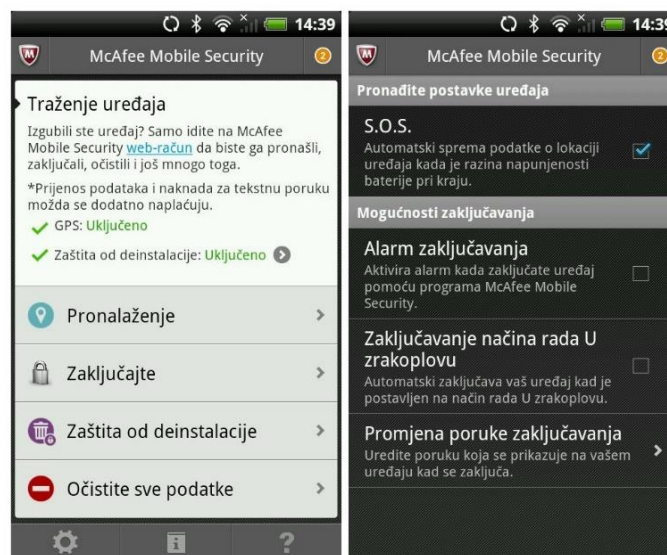 14:39
McAfee Mobile Security
2
Traženje uređaja
Izgubili ste uređaj? Samo idite na McAfee
Mobile Security web-račun da biste ga pronašli,
zaključali, očistili i još mnogo toga.
*Prijenos podataka i naknada za tekstnu poruku
možda se dodatno naplaćuju.
GPS: Uključeno
Zaštita od deinstalacije: Uključeno
Pronalaženje
Zaključajte
Zaštita od deinstalacije
Očistite sve podatke
14:39
McAfee Mobile Security
2
Pronađite postavke uređaja
S.O.S.
Automatski sprema podatke o lokaciji
uređaja kada je razina napunjenosti
baterije pri kraju.
Mogućnosti zaključavanja
Alarm zaključavanja
Aktivira alarm kada zaključate uređaj
pomoću programa McAfee Mobile
Security.
Zaključavanje načina rada U
zrakoplovu
Automatski zaključava vaš uređaj kad je
postavljen na način rada U zrakoplovu.
Promjena poruke zaključavanja
Uredite poruku koja se prikazuje na vašem
uređaju kad se zaključa.